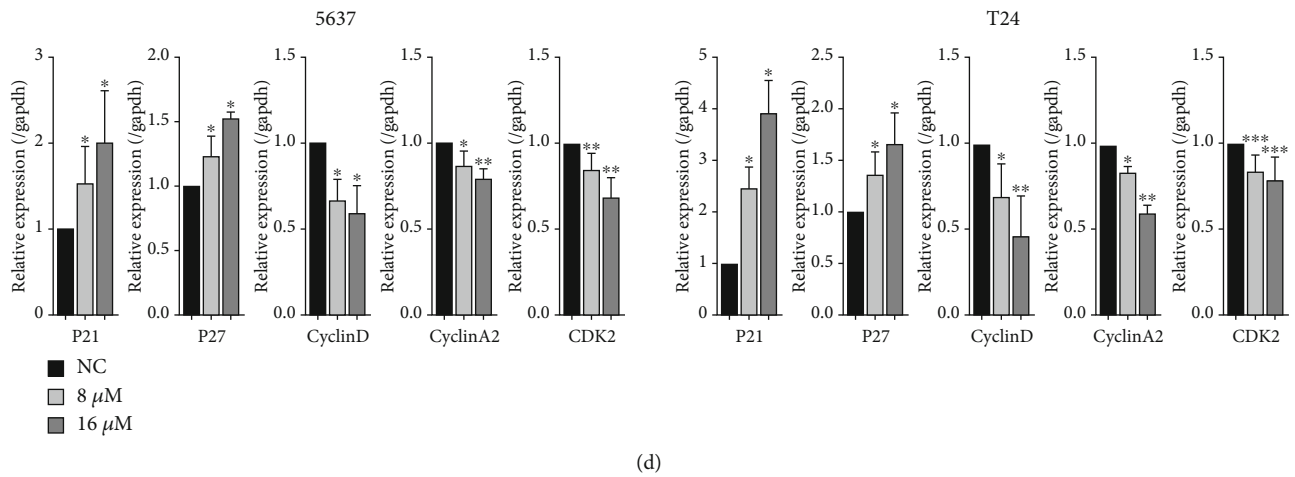 5637
T24
Relative expression (/gapdh)
3
2
1
0
* *
P21
Relative expression (/gapdh)
2.0
1.5
1.0
0.5
0.0
* *
P27
Relative expression (/gapdh)
1.5
1.0
0.5
0.0
* *
CyclinD
Relative expression (/gapdh)
1.5
1.0
0.5
0.0
* **
CyclinA2
Relative expression (/gapdh)
1.5
1.0
0.5
0.0
** **
CDK2
Relative expression (/gapdh)
5
4
3
2
1
0
* *
P21
Relative expression (/gapdh)
2.5
2.0
1.5
1.0
0.5
0.0
* *
P27
Relative expression (/gapdh)
1.5
1.0
0.5
0.0
* **
CyclinD
Relative expression (/gapdh)
1.5
1.0
0.5
0.0
* **
CyclinA2
Relative expression (/gapdh)
1.5
1.0
0.5
0.0
*** ***
CDK2
NC
8 μM
16 μM
(d)